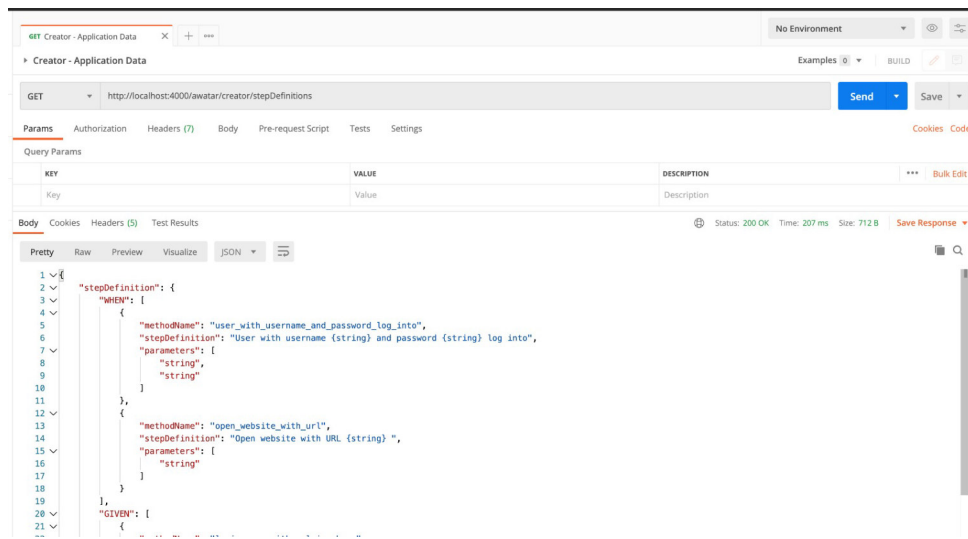 GET Creator - Application Data
No Environment
Creator - Application Data
Examples 0 BUILD
GET http://localhost:4000/awatar/creator/stepDefinitions Send Save
Params Authorization Headers (7) Body Pre-request Script Tests Settings Cookies Code
Query Params
KEY VALUE DESCRIPTION ••• Bulk Edit
Key Value Description
Body Cookies Headers (5) Test Results Status: 200 OK Time: 207 ms Size: 712 B Save Response
Pretty Raw Preview Visualize JSON
1 {
2 "stepDefinition": {
3 "WHEN": [
4 {
5 "methodName": "user_with_username_and_password_log_into",
6 "stepDefinition": "User with username {string} and password {string} log into",
7 "parameters": [
8 "string",
9 "string"
10 ]
11 },
12 {
13 "methodName": "open_website_with_url",
14 "stepDefinition": "Open website with URL {string} ",
15 "parameters": [
16 "string"
17 ]
18 }
19 ],
20 "GIVEN": [
21 {